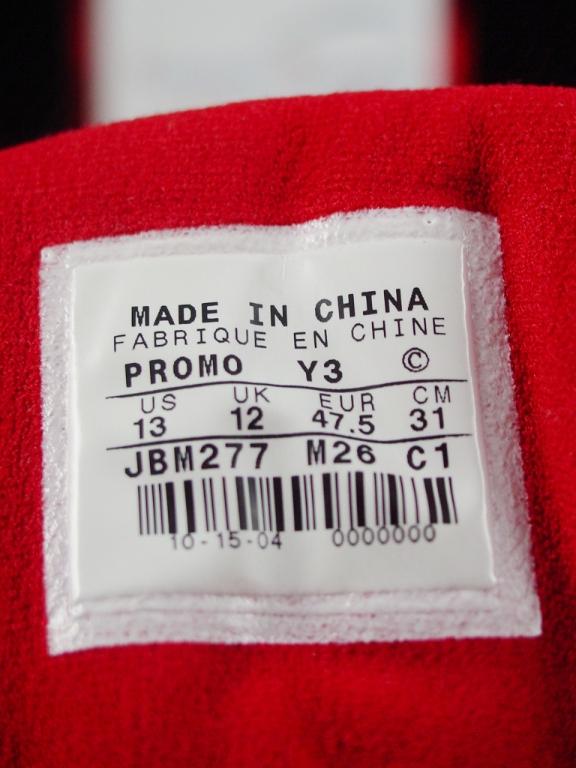 MADE IN CHINA
FABRIQUE EN CHINE
PROMO Y3 ©
US UK EUR CM
13 12 47.5 31
JBM277 M26 C1
10-15-04 0000000